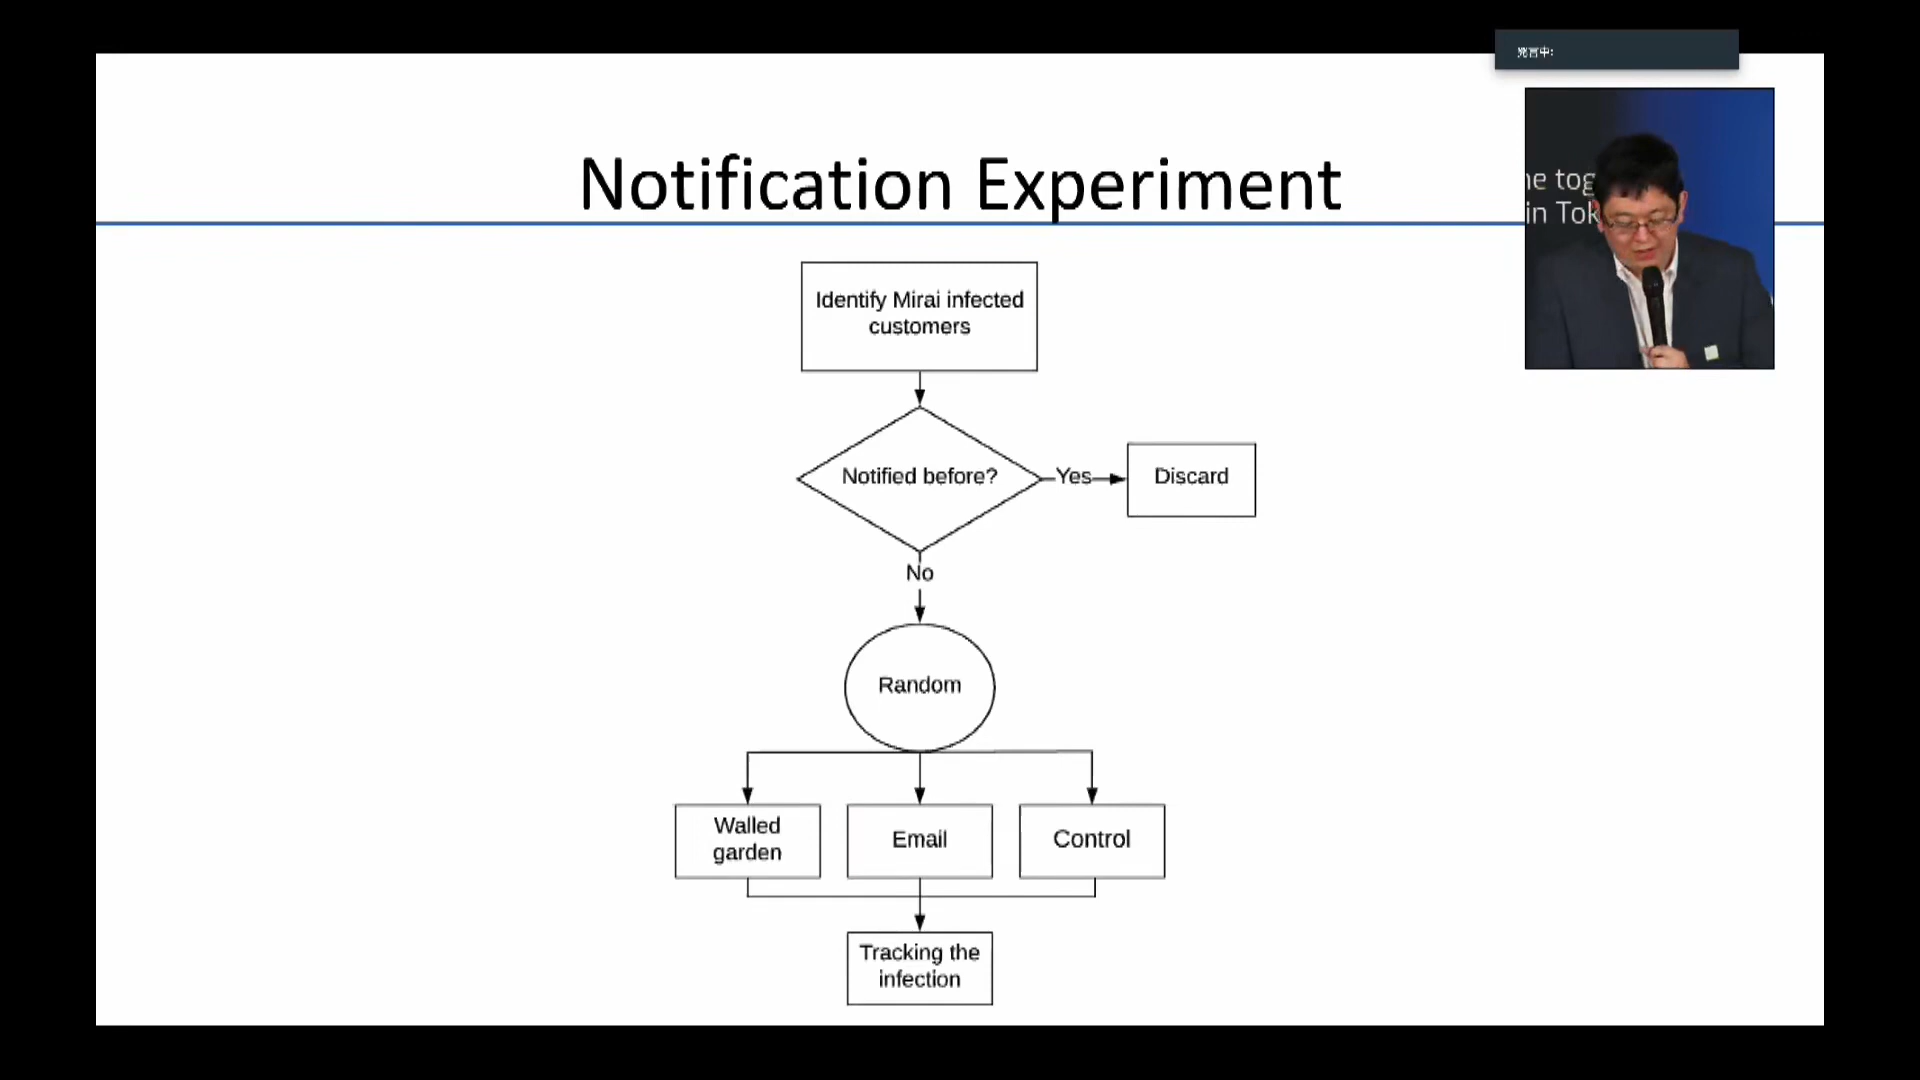 発言中:
Notification Experiment
he tog
in Tok
Identify Mirai infected
customers
Notified before?
Yes
Discard
No
Random
Walled
garden
Email
Control
Tracking the
infection